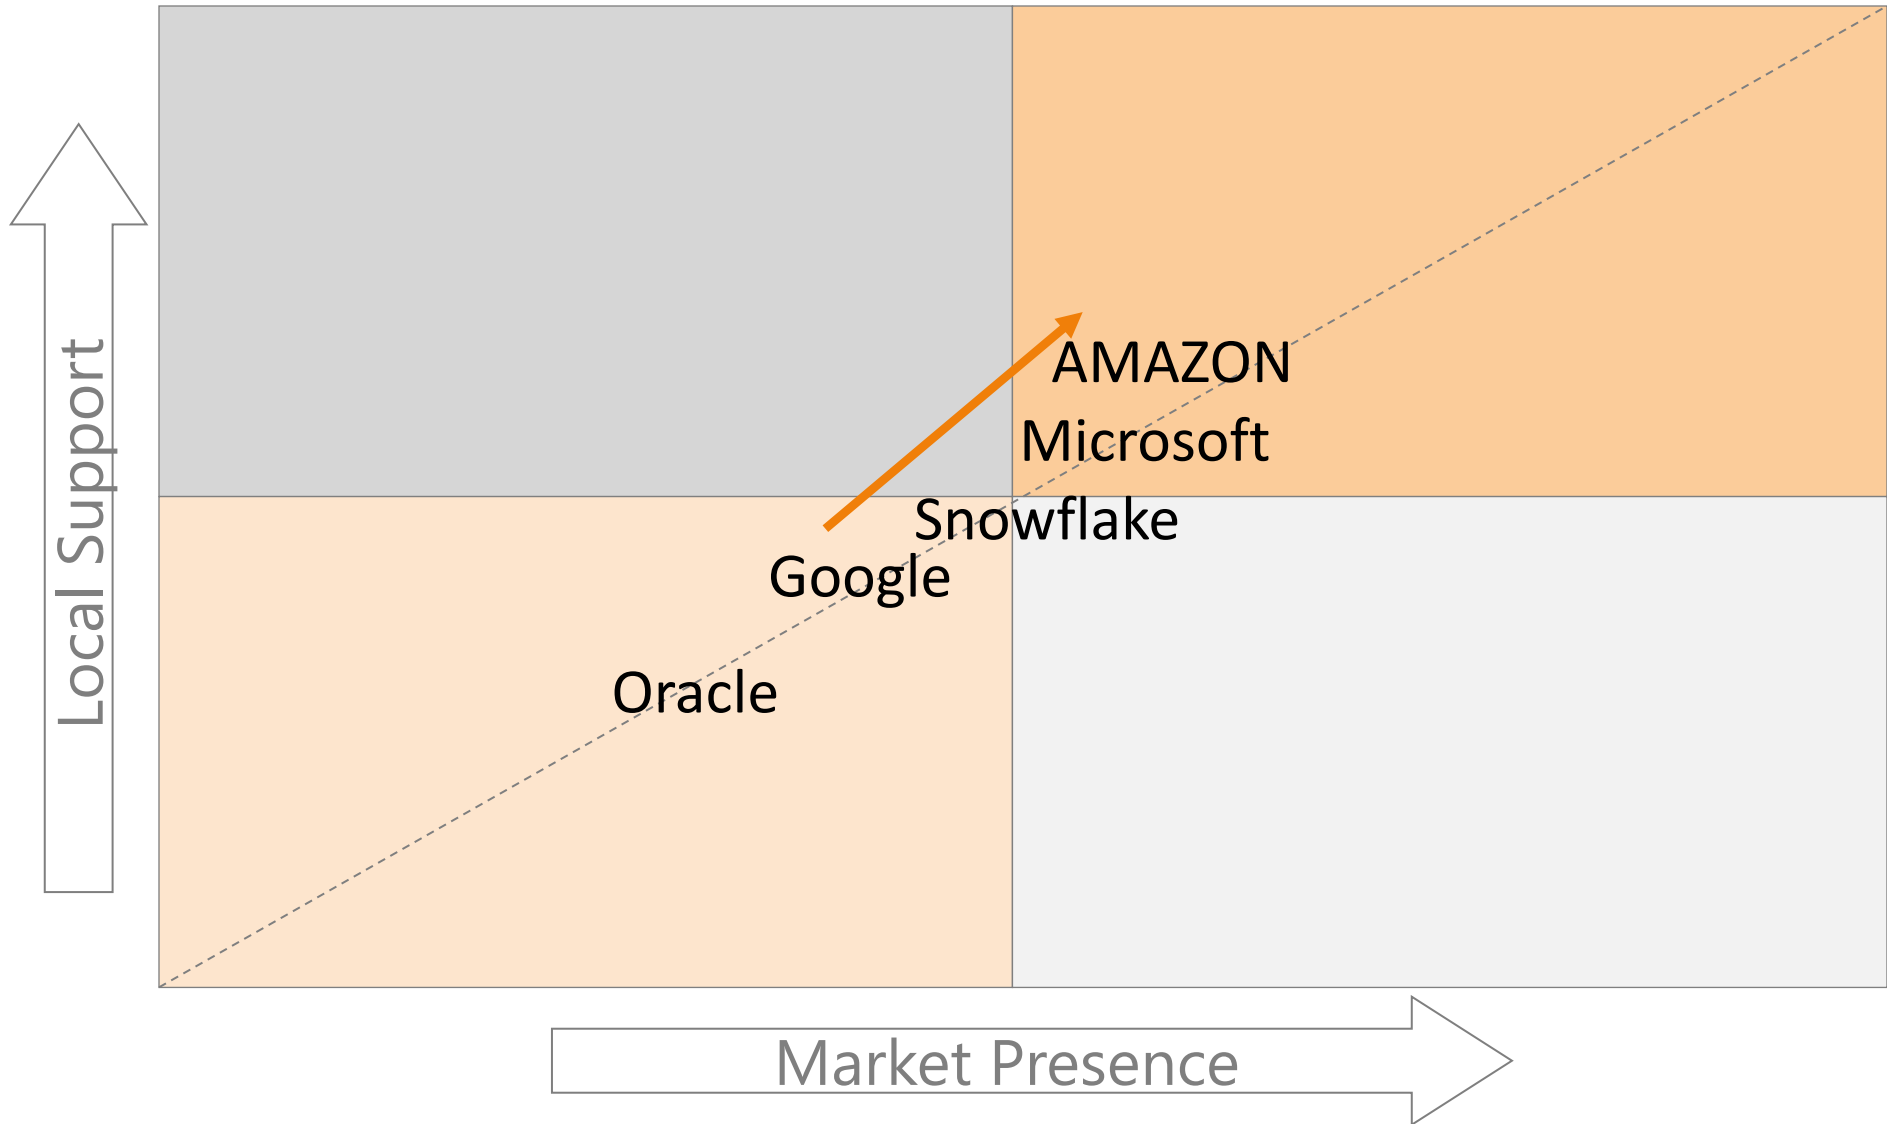 Local Support
AMAZON
Microsoft
Snowflake
Google
Oracle
Market Presence